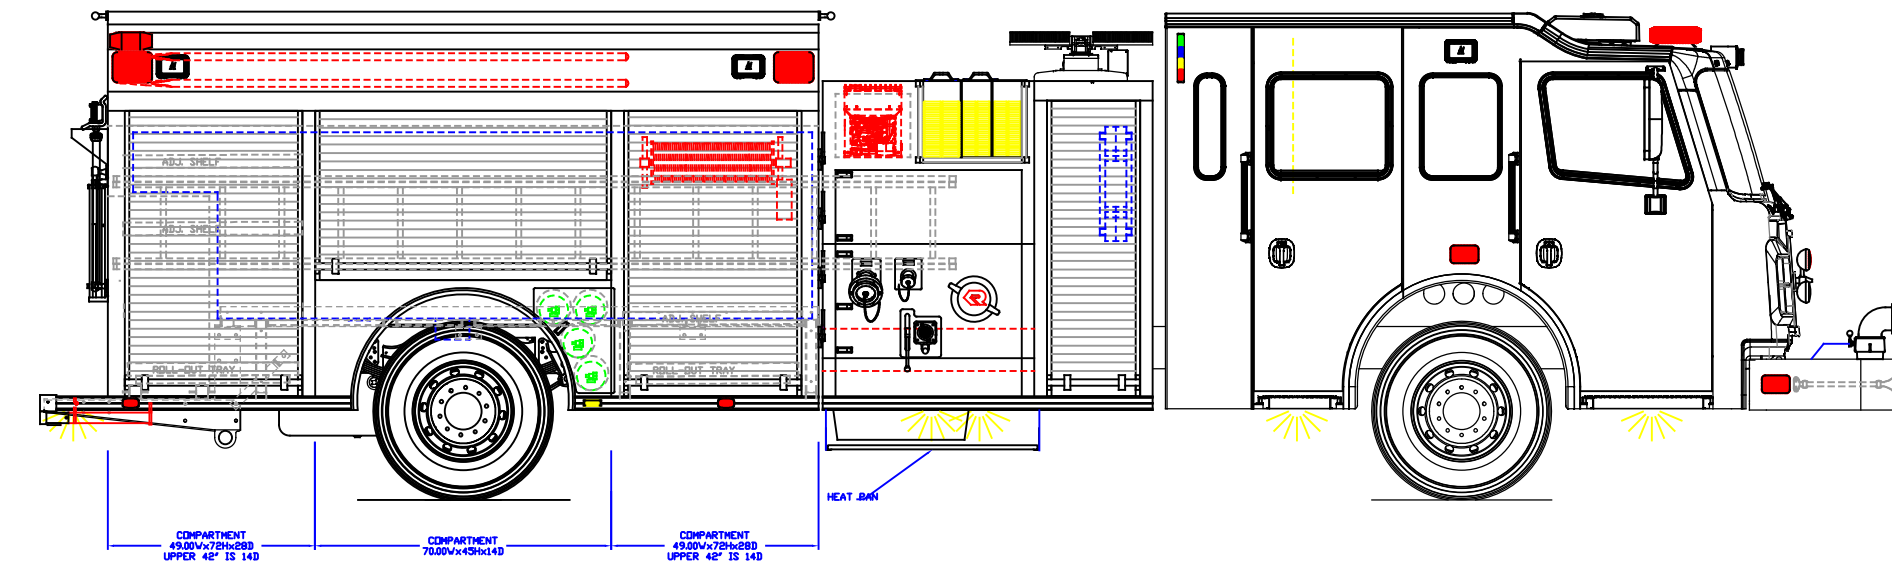 ADJ. SHELF
ADJ. SHELF
ADJ. SHELF
ROLL-OUT TRAY
ROLL-OUT TRAY
HEAT PAN
COMPARTMENT
49.00Wx72Hx28D
UPPER 42" IS 14D
COMPARTMENT
70.00Wx45Hx14D
COMPARTMENT
49.00Wx72Hx28D
UPPER 42" IS 14D